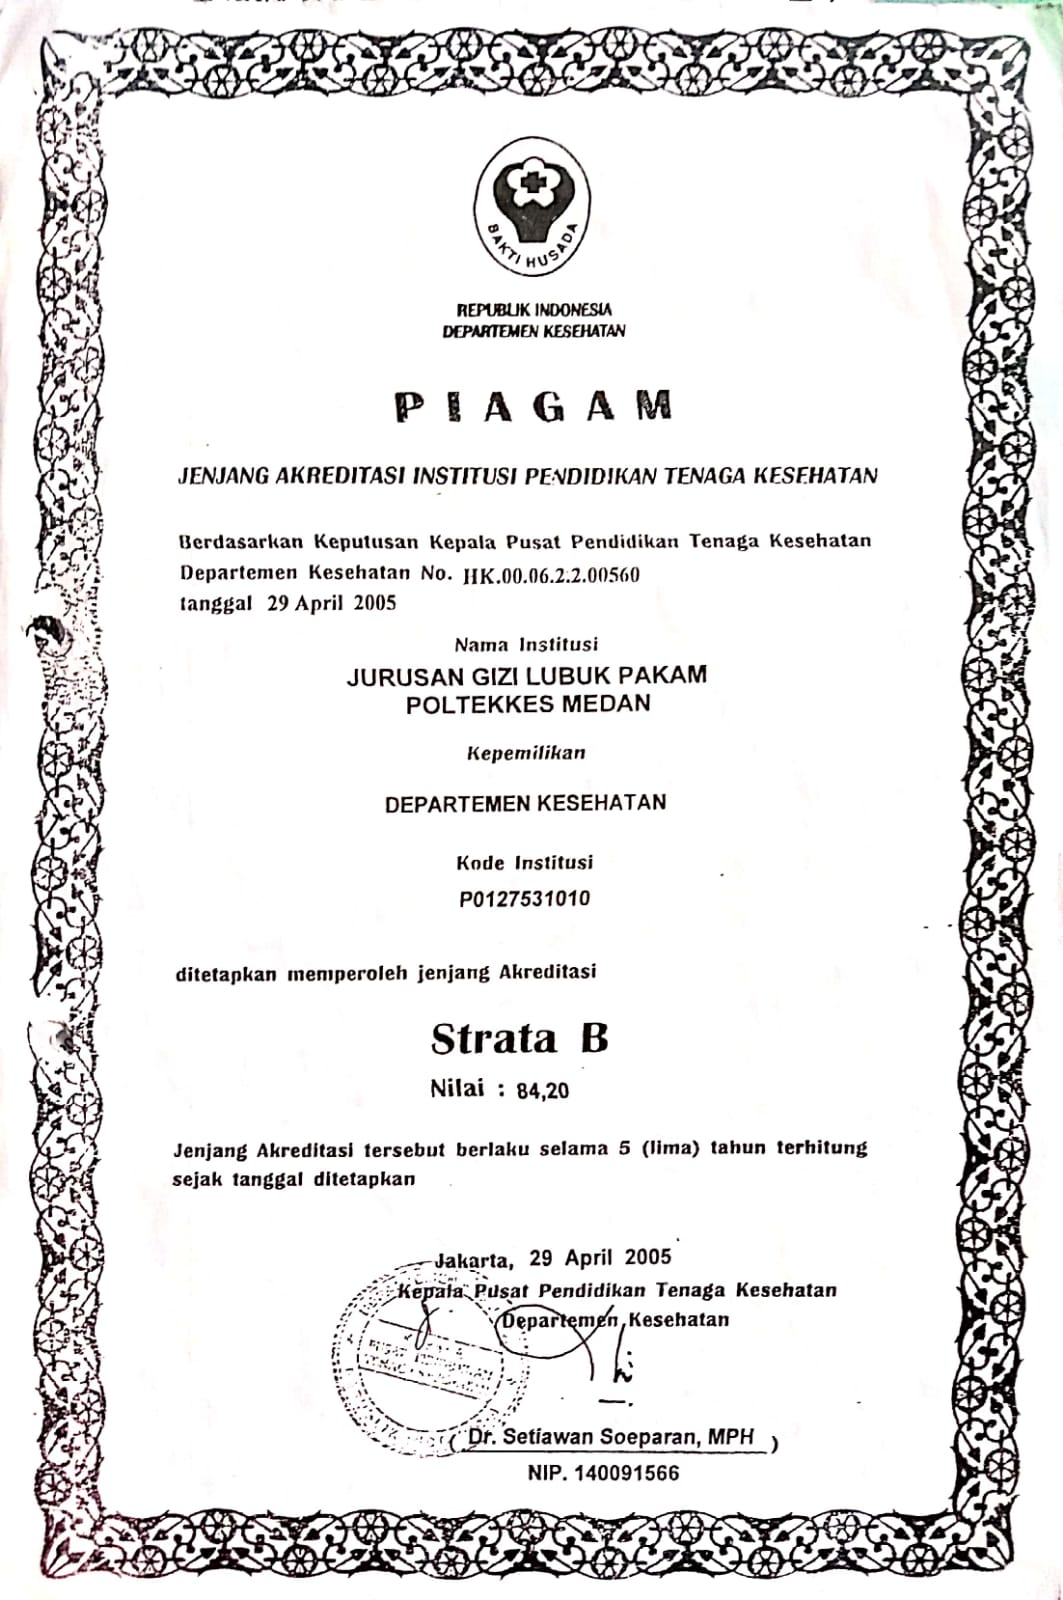 BAKTI HUSADA
REPUBLIK INDONESIA
DEPARTEMEN KESEHATAN
PIAGAM
JENJANG AKREDITASI INSTITUSI PENDIDIKAN TENAGA KESEHATAN
Berdasarkan Keputusan Kepala Pusat Pendidikan Tenaga Kesehatan
Departemen Kesehatan No. HK.00.06.2.2.00560
tanggal 29 April 2005
Nama Institusi
JURUSAN GIZI LUBUK PAKAM
POLTEKKES MEDAN
Kepemilikan
DEPARTEMEN KESEHATAN
Kode Institusi
P0127531010
ditetapkan memperoleh jenjang Akreditasi
Strata B
Nilai : 84,20
Jenjang Akreditasi tersebut berlaku selama 5 (lima) tahun terhitung
sejak tanggal ditetapkan
Jakarta, 29 April 2005
Kepala Pusat Pendidikan Tenaga Kesehatan
Departemen Kesehatan
( Dr. Setiawan Soeparan, MPH )
NIP. 140091566